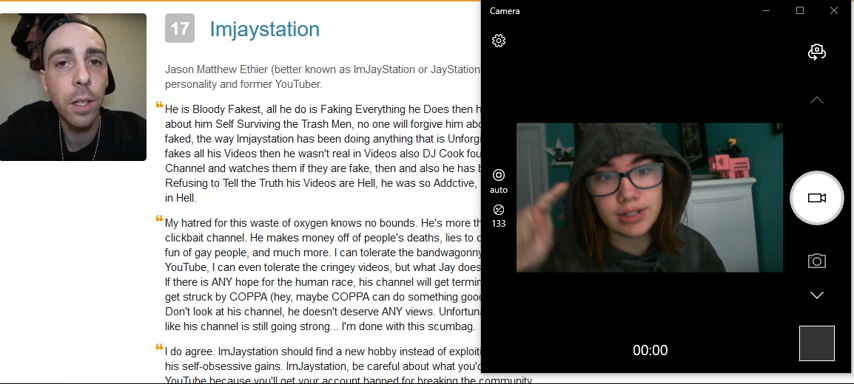 17 Imjaystation
Jason Matthew Ethier (better known as ImJayStation or JayStation
personality and former YouTuber.
He is Bloody Fakest, all he do is Faking Everything he Does then h
about him Self Surviving the Trash Men, no one will forgive him abo
faked, the way Imjaystation has been doing anything that is Unforgi
fakes all his Videos then he wasn't real in Videos also DJ Cook fou
Channel and watches them if they are fake, then and also he has b
Refusing to Tell the Truth his Videos are Hell, he was so Addctive,
in Hell.
My hatred for this waste of oxygen knows no bounds. He's more th
clickbait channel. He makes money off of people's deaths, lies to c
fun of gay people, and much more. I can tolerate the bandwagonny
YouTube, I can even tolerate the cringey videos, but what Jay does
If there is ANY hope for the human race, his channel will get termin
get struck by COPPA (hey, maybe COPPA can do something good
Don't look at his channel, he doesn't deserve ANY views. Unfortuna
like his channel is still going strong... I'm done with this scumbag.
I do agree. ImJaystation should find a new hobby instead of exploiti
his self-obsessive gains. ImJaystation, be careful about what you'd
YouTube because you'll get your account banned for breaking the community
Camera
auto
133
00:00